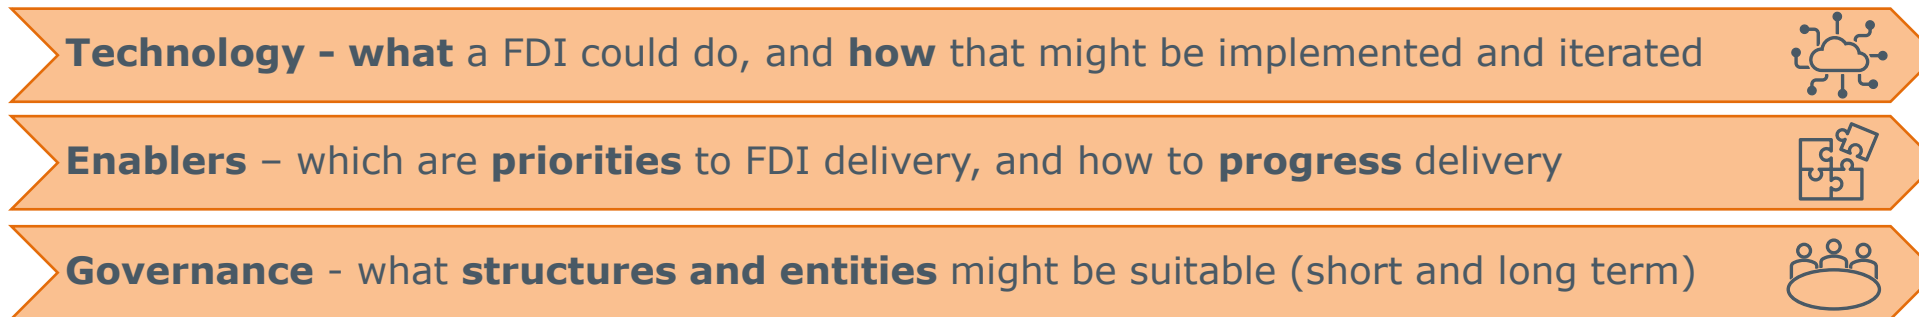 Technology - what a FDI could do, and how that might be implemented and iterated
Enablers – which are priorities to FDI delivery, and how to progress delivery
Governance - what structures and entities might be suitable (short and long term)